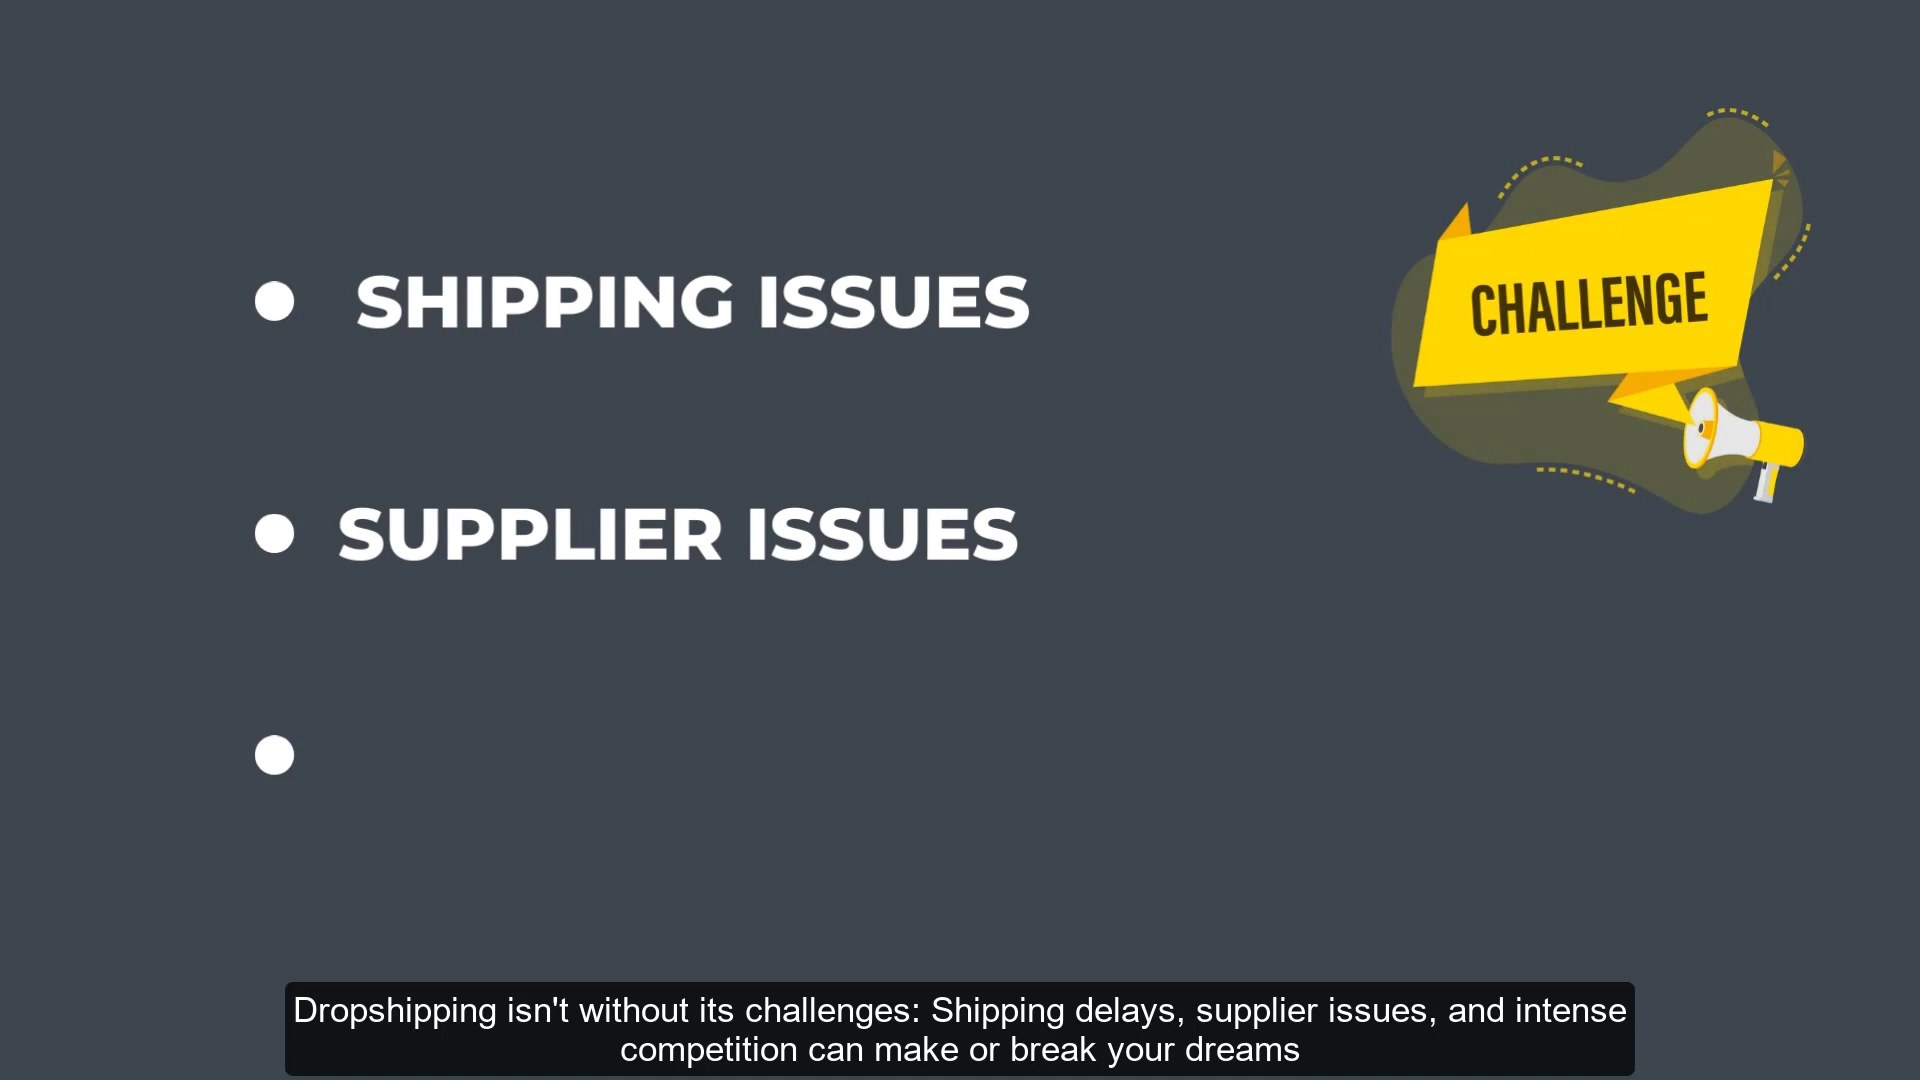 CHALLENGE
SHIPPING ISSUES
SUPPLIER ISSUES
Dropshipping isn't without its challenges: Shipping delays, supplier issues, and intense
competition can make or break your dreams